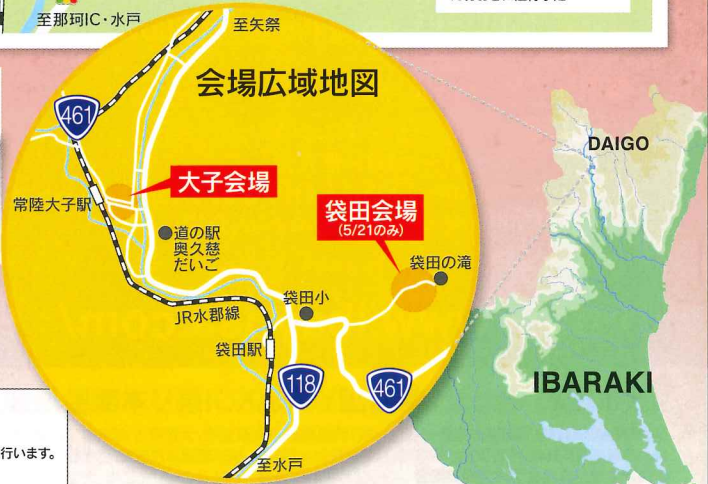 至那珂IC・水戸
至矢祭
会場広域地図
461
大子会場
常陸大子駅
道の駅
奥久慈
だいご
袋田会場
(5/21のみ)
袋田の滝
袋田小
JR水郡線
袋田駅
118
461
至水戸
DAIGO
IBARAKI
行います。